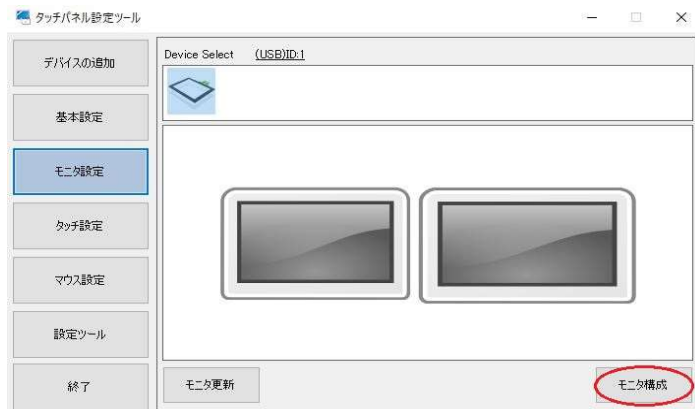 タッチパネル設定ツール
デバイスの追加
基本設定
モニタ設定
タッチ設定
マウス設定
設定ツール
終了
Device Select (USB)ID:1
モニタ更新
モニタ構成